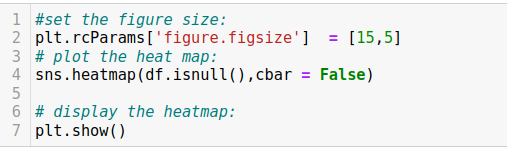 1 #set the figure size:
2 plt.rcParams['figure.figsize']  = [15,5]
3 # plot the heat map:
4 sns.heatmap(df.isnull(),cbar = False)
5
6 # display the heatmap:
7 plt.show()